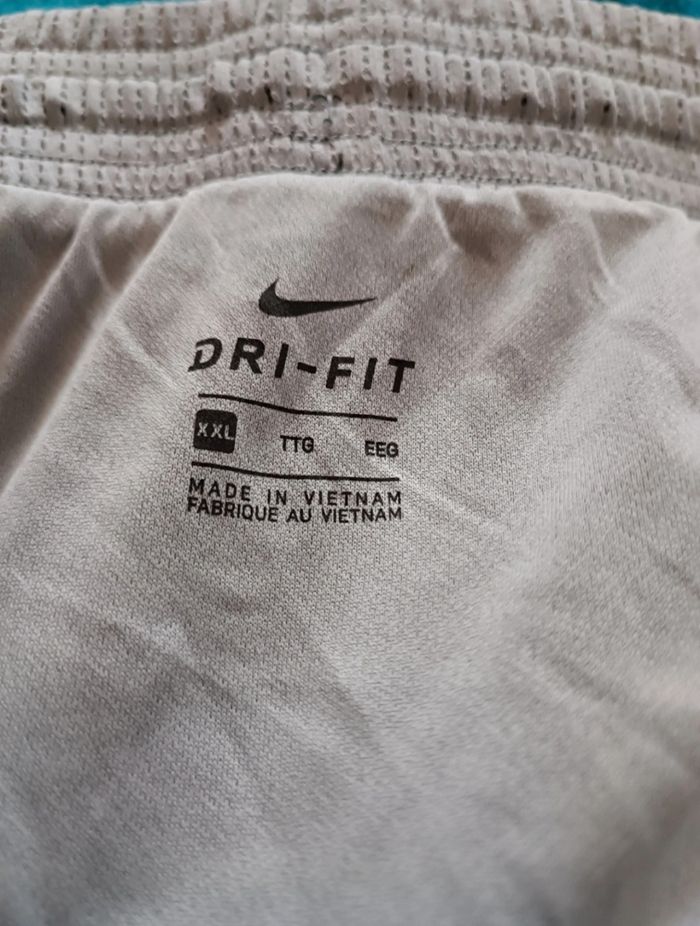 DRI-FIT
XXL TTG EEG
MADE IN VIETNAM
FABRIQUE AU VIETNAM